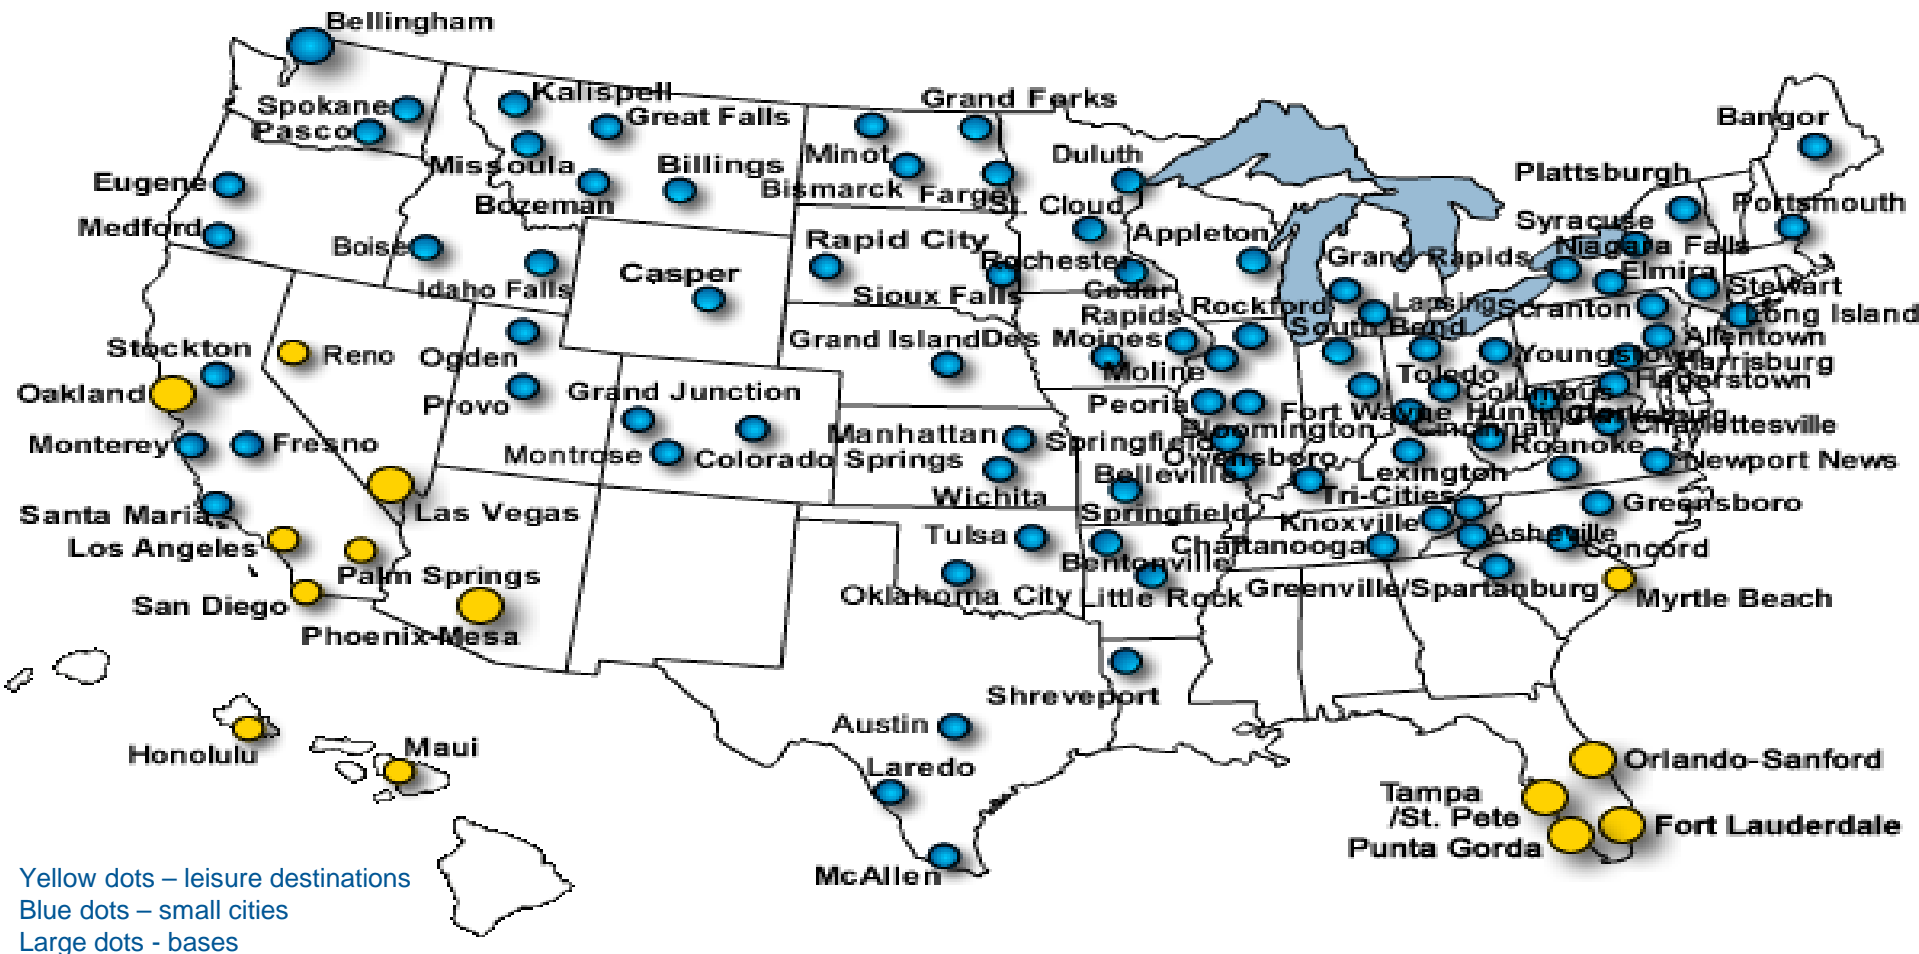 Bellingham
Kalispell
Spokane
Grand Forks
Great Falls
Pasco
Bangor
Missoula
Billings
Minot
Duluth
Eugene
Bismarck
Fargo
Plattsburgh
Bozeman
St. Cloud
Portsmouth
Medford
Syracuse
Boise
Rapid City
Appleton
Niagara Falls
Casper
Rochester
Grand Rapids
Elmira
Idaho Falls
Sioux Falls
Cedar
Rapids
Stewart
Rockford
Lansing
Scranton
Long Island
South Bend
Stockton
Reno
Ogden
Grand Island
Des Moines
Allentown
Youngstown
Harrisburg
Moline
Toledo
Hagerstown
Oakland
Provo
Grand Junction
Peoria
Columbus
Fort Wayne
Huntington
Clarksburg
Monterey
Fresno
Montrose
Colorado Springs
Manhattan
Springfield
Bloomington
Cincinnati
Charlottesville
Owensboro
Roanoke
Newport News
Belleville
Lexington
Wichita
Tri-Cities
Santa Maria
Las Vegas
Springfield
Knoxville
Greensboro
Los Angeles
Tulsa
Chattanooga
Asheville
Concord
Bentonville
Palm Springs
Oklahoma City
Little Rock
Greenville/Spartanburg
Myrtle Beach
San Diego
Phoenix-Mesa
Shreveport
Austin
Honolulu
Maui
Laredo
Orlando-Sanford
Tampa
/St. Pete
Fort Lauderdale
Punta Gorda
McAllen
Yellow dots – leisure destinations
Blue dots – small cities
Large dots - bases